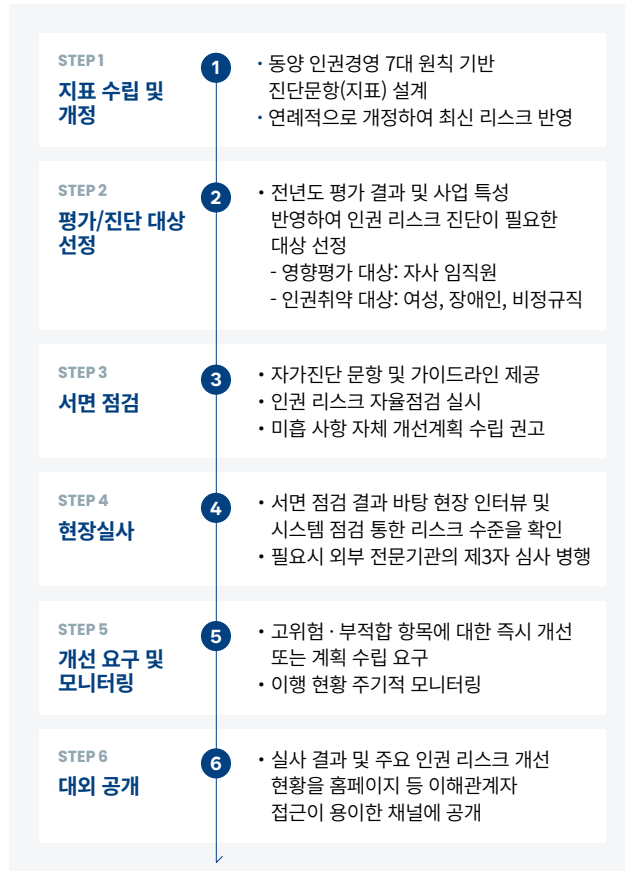 STEP 1
지표 수립 및
개정
1
• 동양 인권경영 7대 원칙 기반
진단문항(지표) 설계
• 연례적으로 개정하여 최신 리스크 반영
STEP 2
평가/진단 대상
선정
2
• 전년도 평가 결과 및 사업 특성
반영하여 인권 리스크 진단이 필요한
대상 선정
- 영향평가 대상: 자사 임직원
- 인권취약 대상: 여성, 장애인, 비정규직
STEP 3
서면 점검
3
• 자가진단 문항 및 가이드라인 제공
• 인권 리스크 자율점검 실시
• 미흡 사항 자체 개선계획 수립 권고
STEP 4
현장실사
4
• 서면 점검 결과 바탕 현장 인터뷰 및
시스템 점검 통한 리스크 수준을 확인
• 필요시 외부 전문기관의 제3자 심사 병행
STEP 5
개선 요구 및
모니터링
5
• 고위험 · 부적합 항목에 대한 즉시 개선
또는 계획 수립 요구
• 이행 현황 주기적 모니터링
STEP 6
대외 공개
6
• 실사 결과 및 주요 인권 리스크 개선
현황을 홈페이지 등 이해관계자
접근이 용이한 채널에 공개